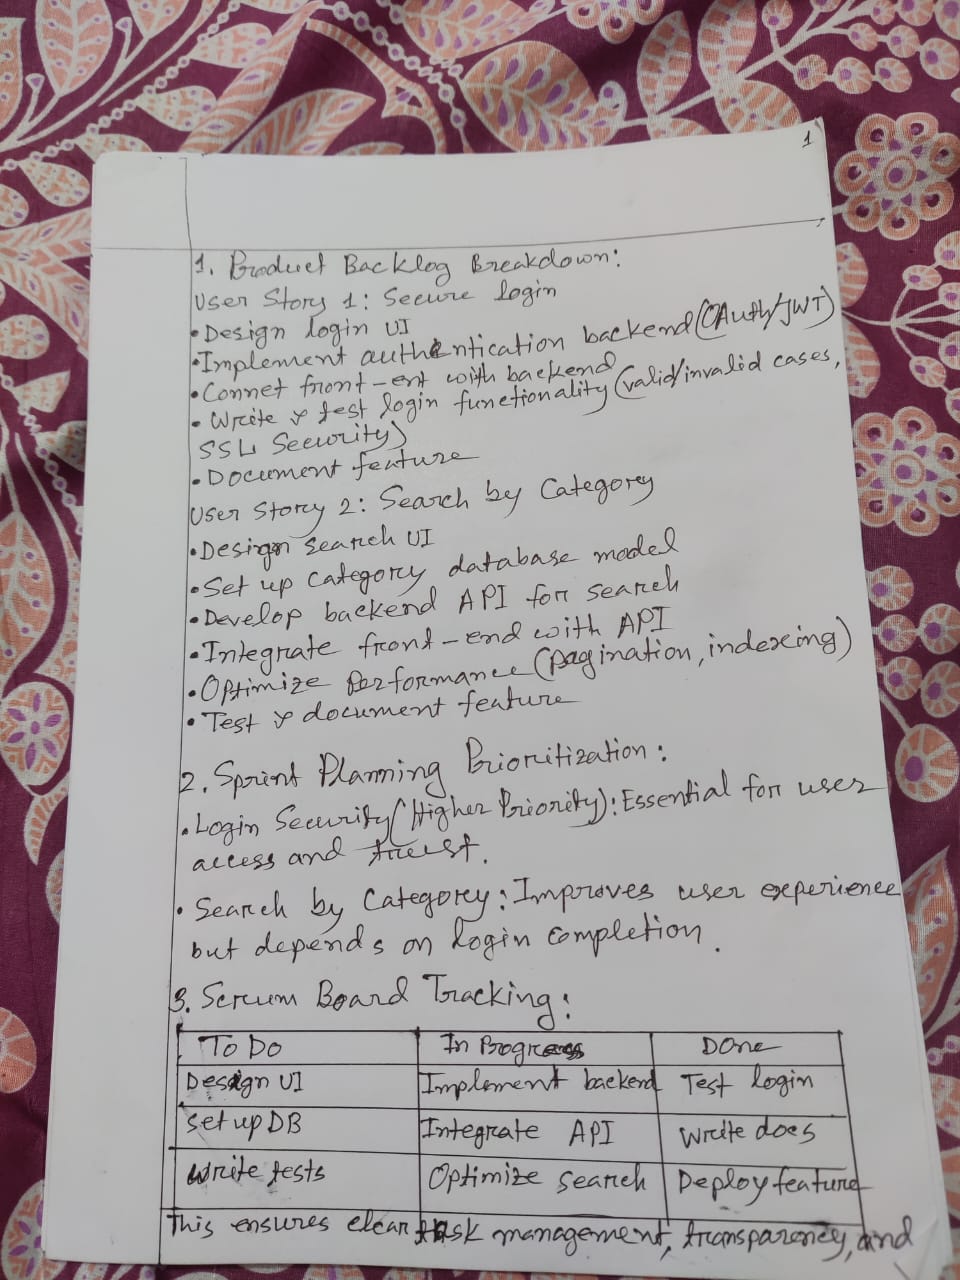 1
1. Product Backlog Breakdown:
User Story 1: Secure login
• Design login UI
• Implement authentication backend (OAuth/JWT)
• Connet front-ent with backend
• Write & test login functionality (valid/invalid cases,
SSL Security)
• Document feature
User Story 2: Search by Category
• Design search UI
• Set up category database model
• Develop backend API for search
• Integrate front-end with API
• Optimize Performance (pagination, indexing)
• Test & document feature
2. Sprint Planning Prioritization:
• Login Security (Higher Priority): Essential for user
access and trust.
• Search by Category: Improves user experience
but depends on login completion.
3. Scrum Board Tracking:
To Do In Progress Done
Design UI Implement backend Test login
Set up DB Integrate API Write docs
Write tests Optimize search Deploy feature
This ensures clear task management, transparency, and